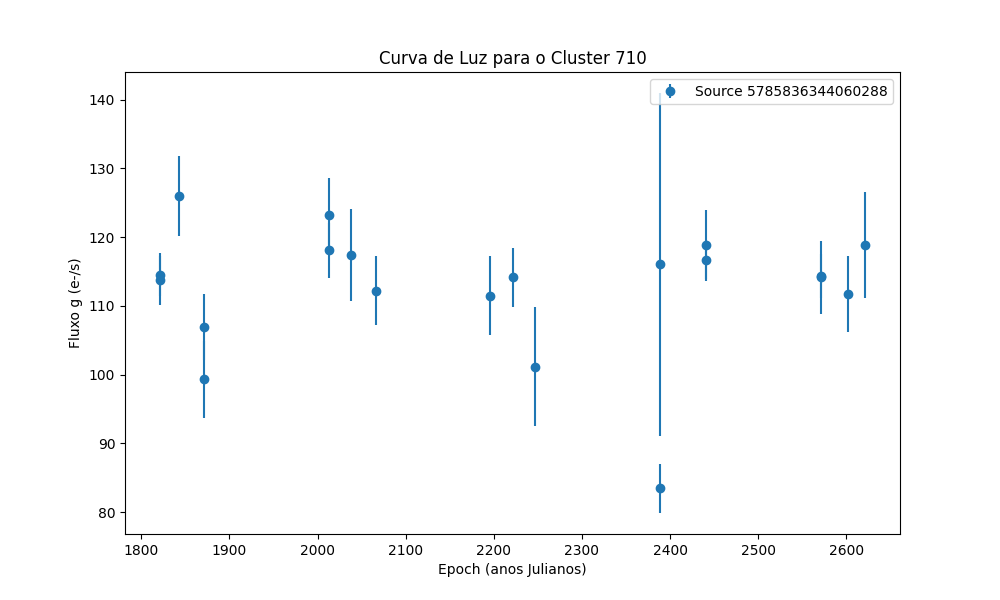 Curva de Luz para o Cluster 710
Source 5785836344060288
Fluxo g (e-/s)
140
130
120
110
100
90
80
1800 1900 2000 2100 2200 2300 2400 2500 2600
Epoch (anos Julianos)